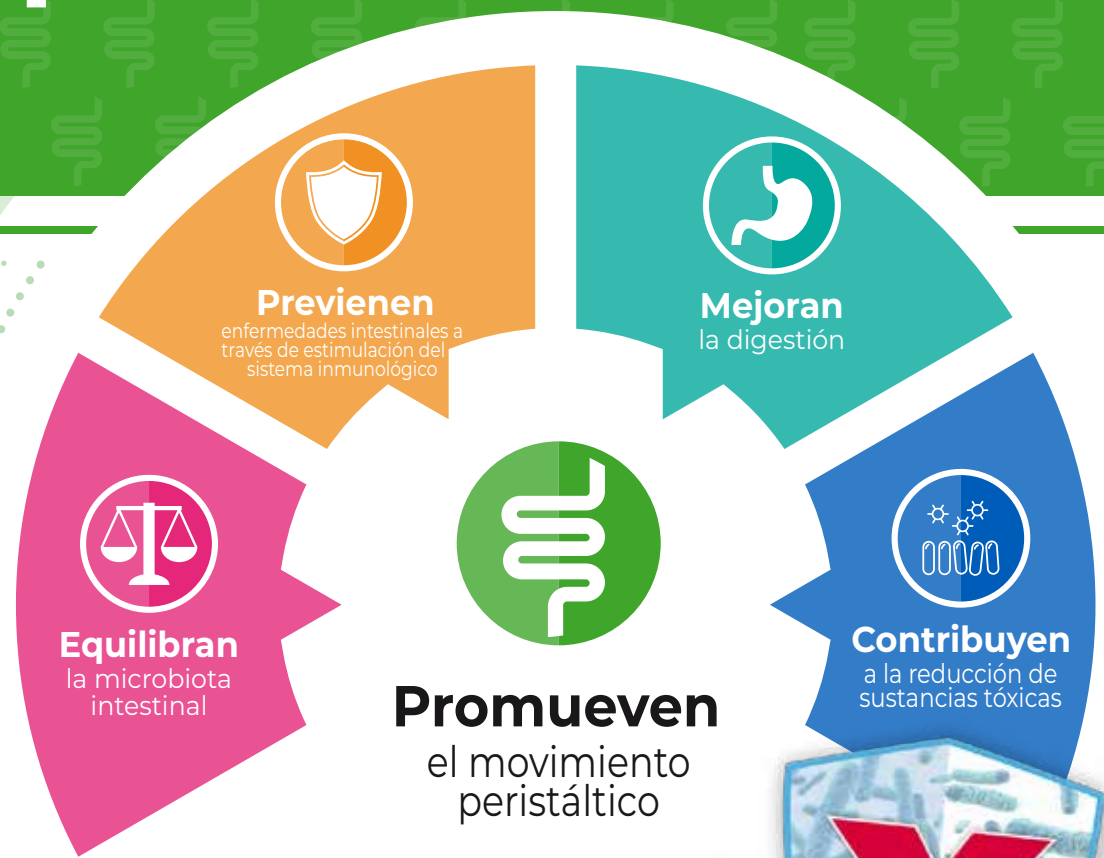 Previenen
enfermedades intestinales a
través de estimulación del
sistema inmunológico
Mejoran
la digestión
Equilibran
la microbiota
intestinal
Contribuyen
a la reducción de
sustancias tóxicas
Promueven
el movimiento
peristáltico